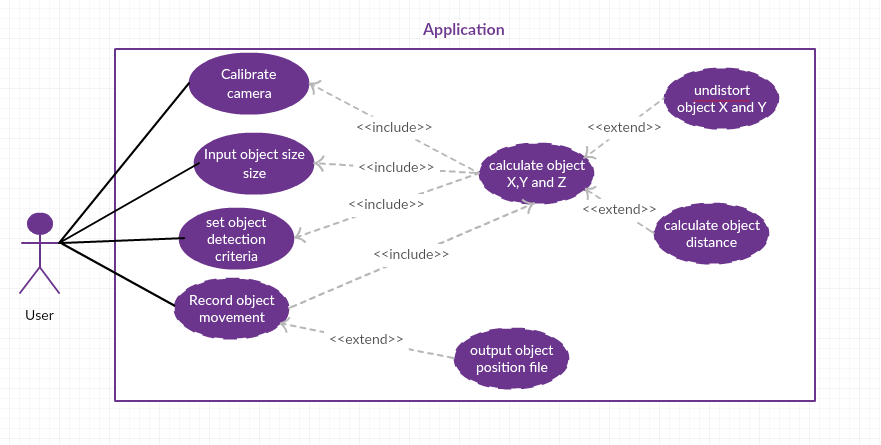 Application
Calibrate
camera
undistort
object X and Y
<<include>>
<<extend>>
Input object size
size
<<include>>
calculate object
X,Y and Z
<<include>>
<<extend>>
set object
detection
criteria
calculate object
distance
<<include>>
Record object
movement
User
<<extend>>
output object
position file